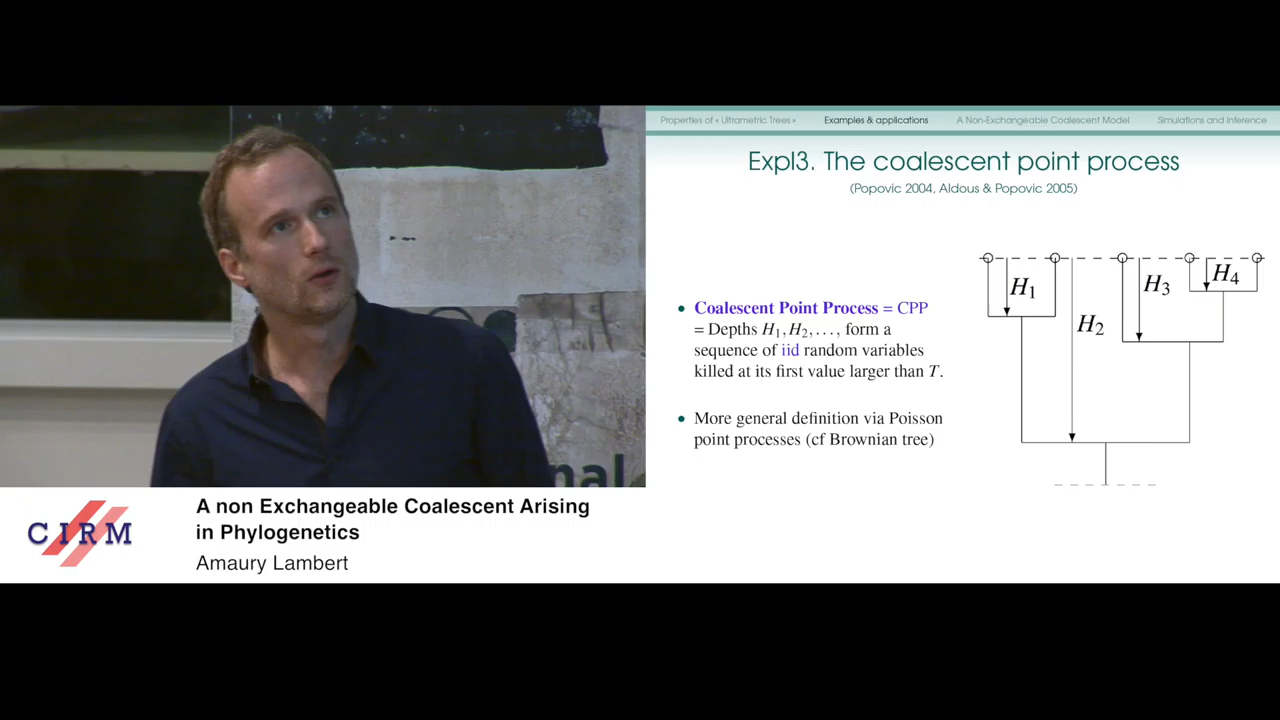 Properties of « Ultrametric Trees »
Examples & applications
A Non-Exchangeable Coalescent Model
Simulations and Inference
Expl3. The coalescent point process
(Popovic 2004, Aldous & Popovic 2005)
• Coalescent Point Process = CPP
= Depths H₁, H₂, . . . , form a
sequence of iid random variables
killed at its first value larger than T.
• More general definition via Poisson
point processes (cf Brownian tree)
H₁
H₂
H₃
H₄
nal
CIRM
A non Exchangeable Coalescent Arising
in Phylogenetics
Amaury Lambert